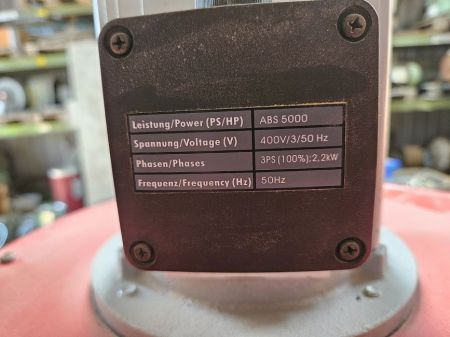 Leistung/Power (PS/HP) ABS 5000
Spannung/Voltage (V) 400V/3/50 Hz
Phasen/Phases 3PS (100%); 2,2kW
Frequenz/Frequency (Hz) 50Hz